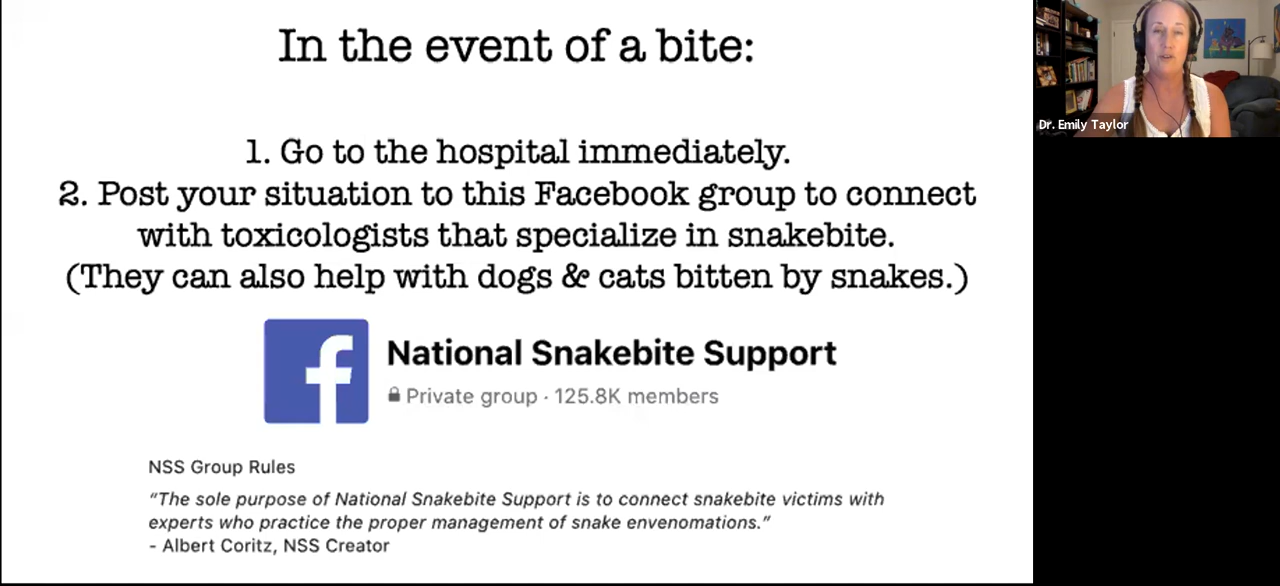 In the event of a bite:
1. Go to the hospital immediately.
2. Post your situation to this Facebook group to connect
with toxicologists that specialize in snakebite.
(They can also help with dogs & cats bitten by snakes.)
f
National Snakebite Support
Private group · 125.8K members
NSS Group Rules
“The sole purpose of National Snakebite Support is to connect snakebite victims with
experts who practice the proper management of snake envenomations.”
- Albert Coritz, NSS Creator
Dr. Emily Taylor